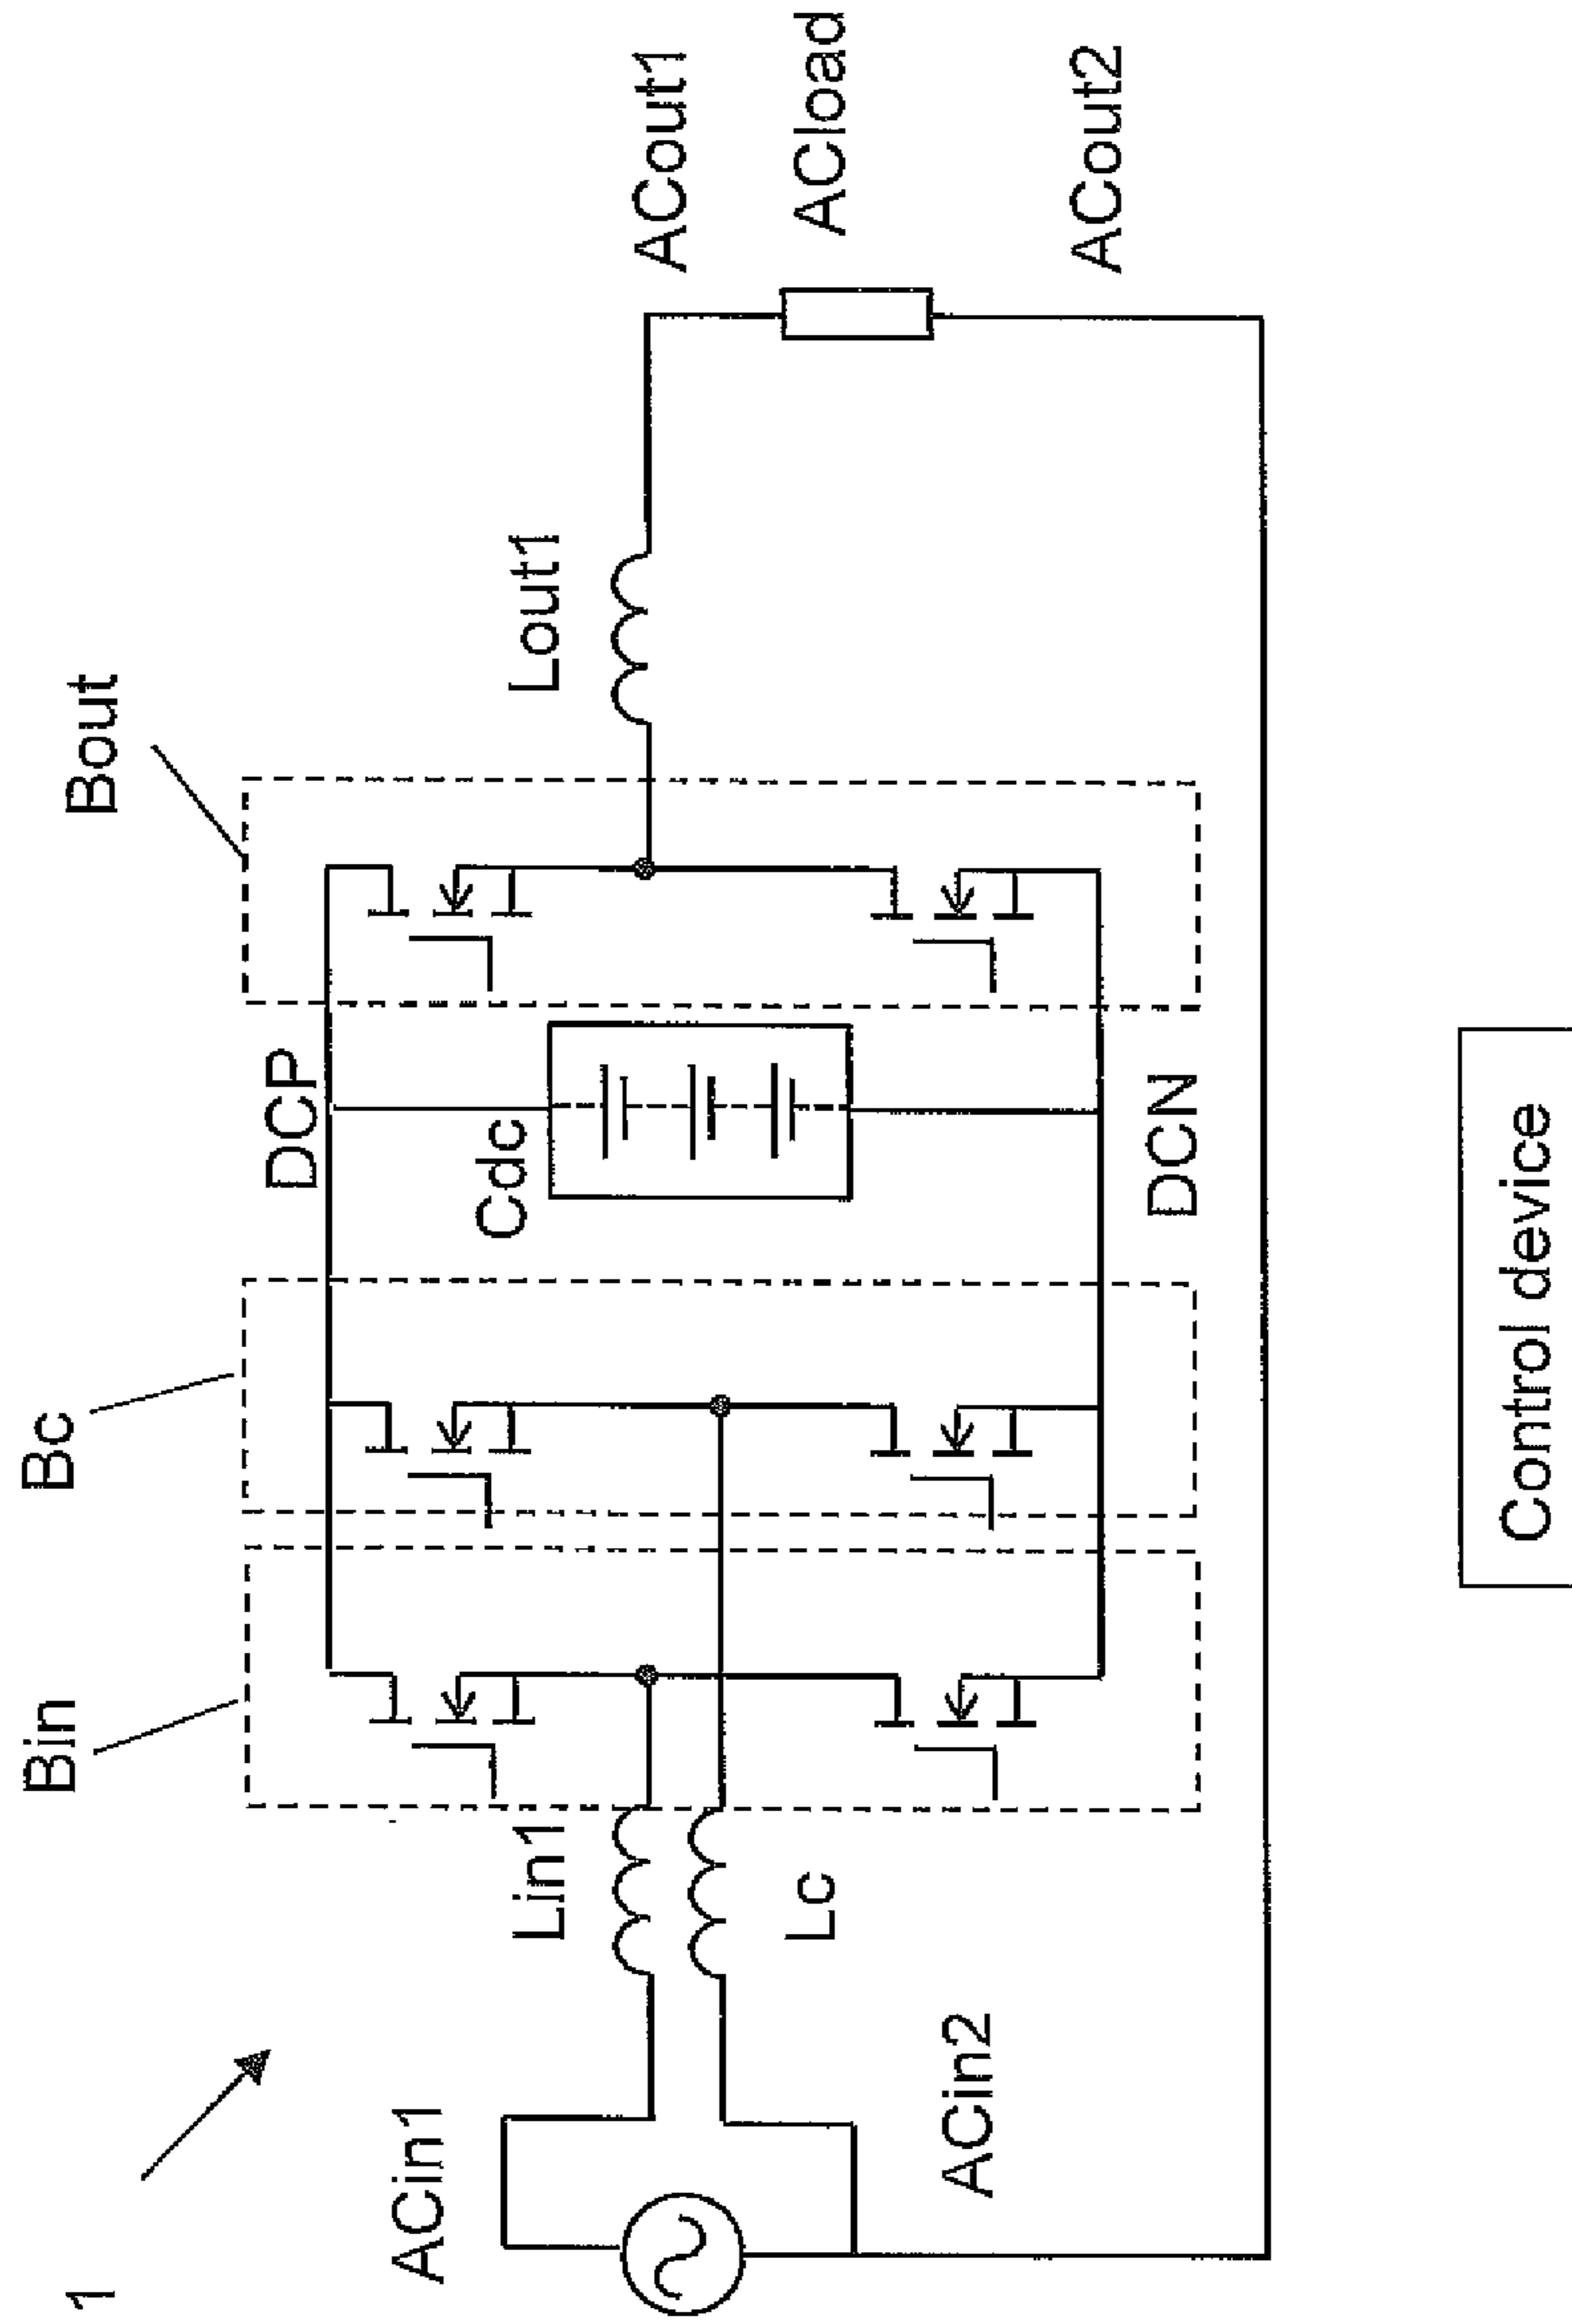 1
Bin
Bc
Bout
ACin1
Lin1
DCP
Cdc
Lout1
ACout1
ACload
Lc
ACin2
DCN
ACout2
Control device